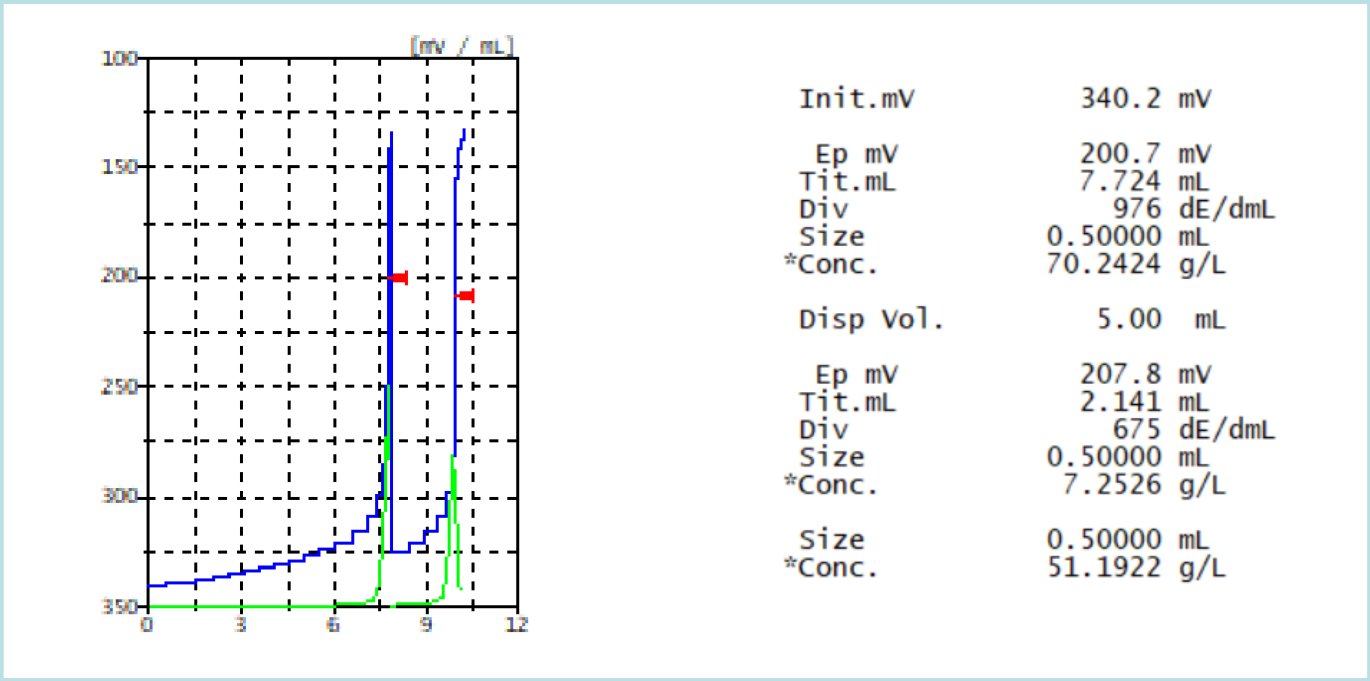 [mV / mL]
100
150
200
250
300
350
0 3 6 9 12
Init.mV 340.2 mV
Ep mV 200.7 mV
Tit.mL 7.724 mL
Div 976 dE/dmL
Size 0.50000 mL
*Conc. 70.2424 g/L
Disp Vol. 5.00 mL
Ep mV 207.8 mV
Tit.mL 2.141 mL
Div 675 dE/dmL
Size 0.50000 mL
*Conc. 7.2526 g/L
Size 0.50000 mL
*Conc. 51.1922 g/L